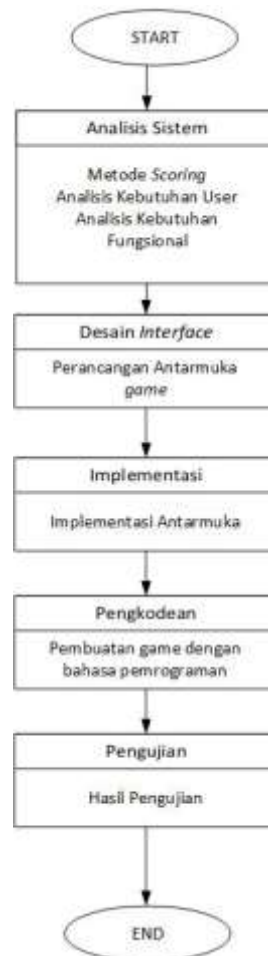 START
Analisis Sistem
Metode Scoring
Analisis Kebutuhan User
Analisis Kebutuhan
Fungsional
Desain Interface
Perancangan Antarmuka
game
Implementasi
Implementasi Antarmuka
Pengkodean
Pembuatan game dengan
bahasa pemrograman
Pengujian
Hasil Pengujian
END